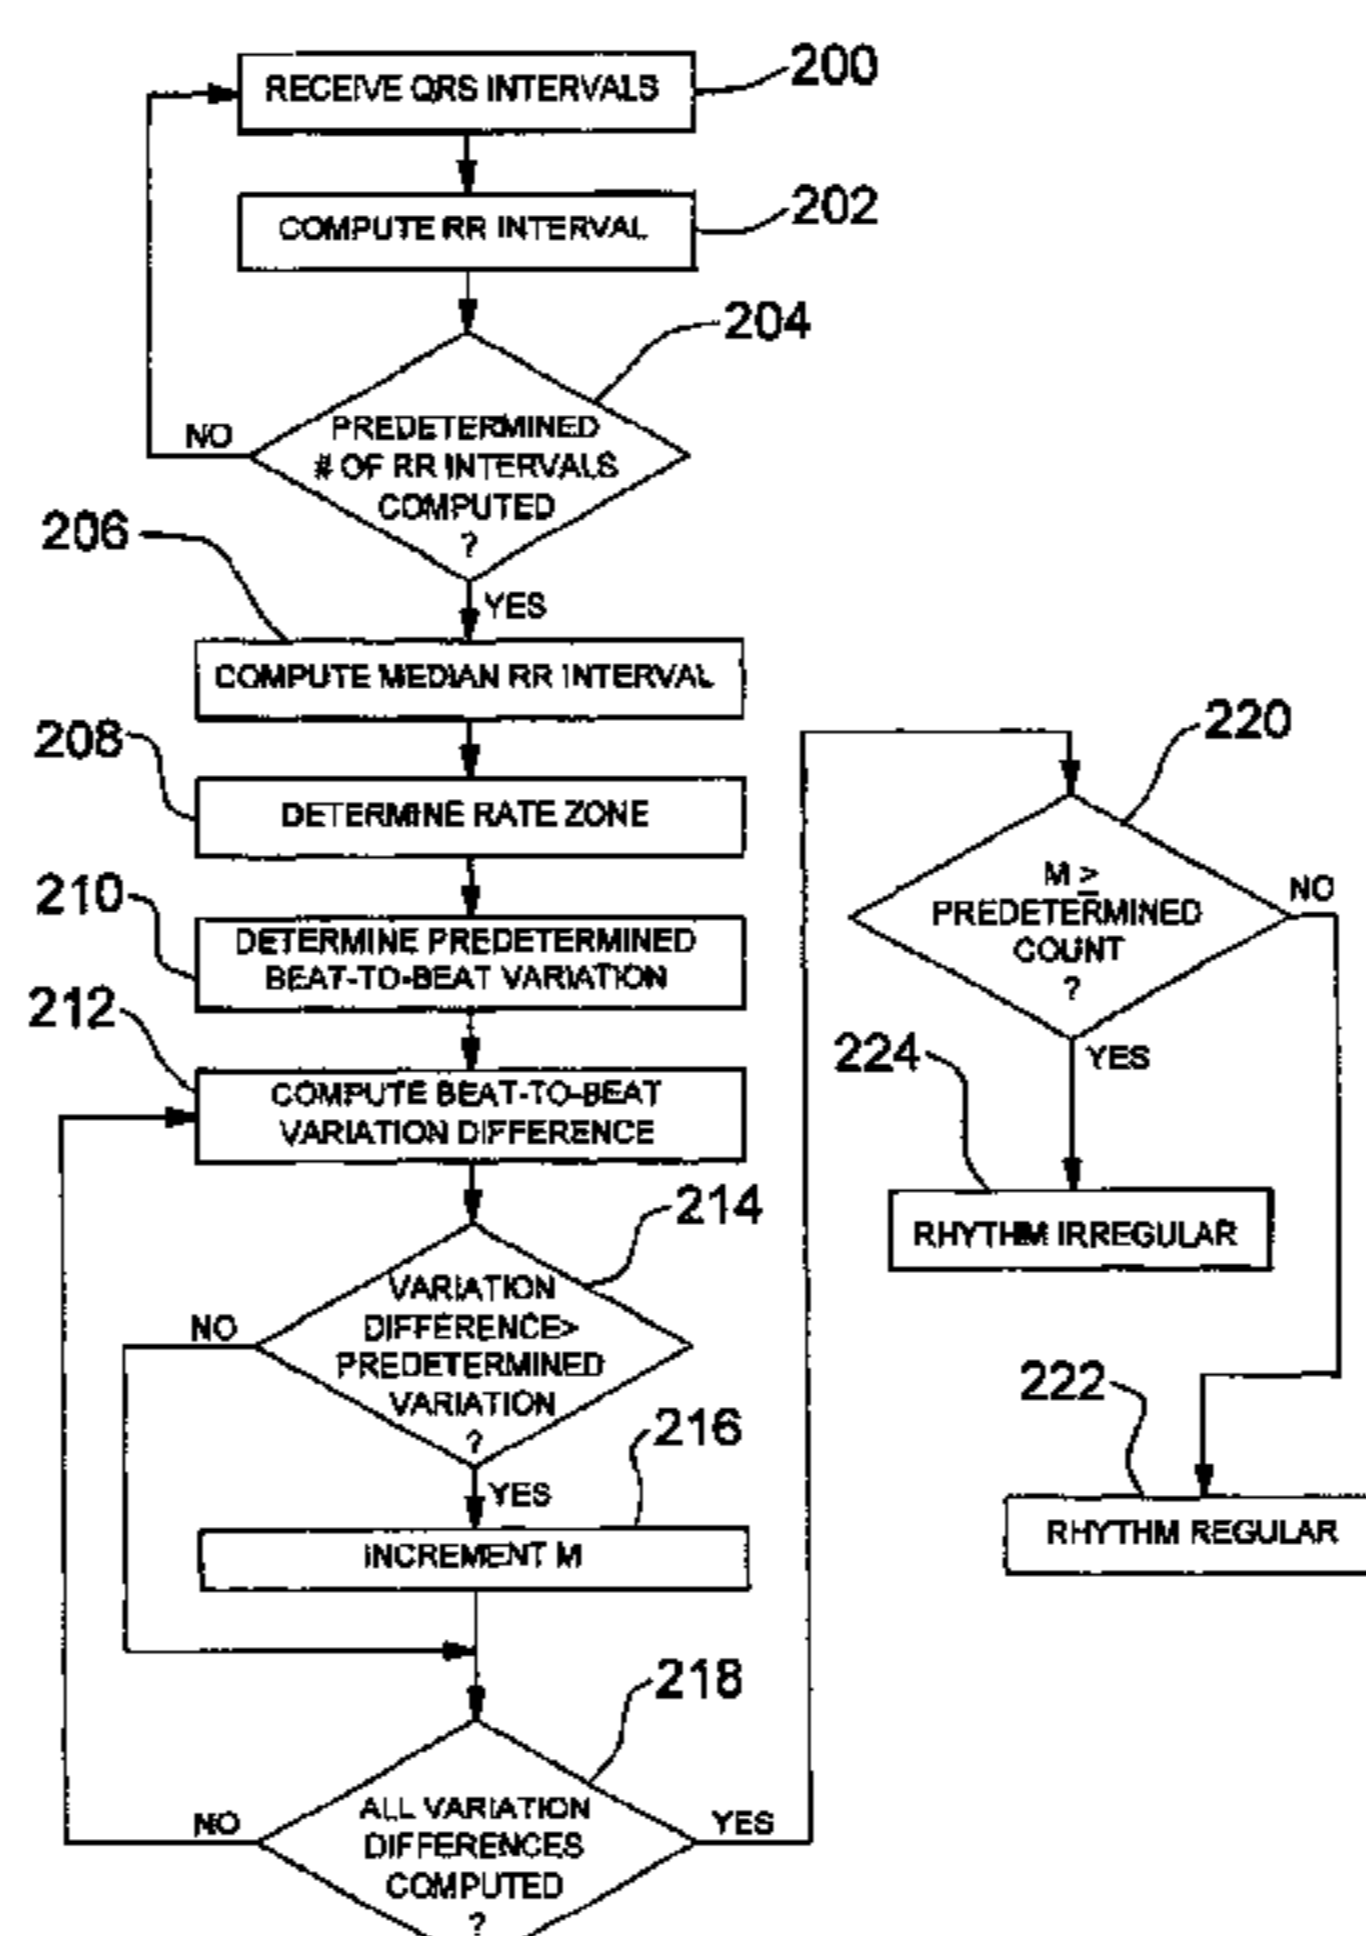 RECEIVE QRS INTERVALS
200
COMPUTE RR INTERVAL
202
204
PREDETERMINED
# OF RR INTERVALS
COMPUTED
?
NO
YES
206
COMPUTE MEDIAN RR INTERVAL
208
DETERMINE RATE ZONE
210
DETERMINE PREDETERMINED
BEAT-TO-BEAT VARIATION
212
COMPUTE BEAT-TO-BEAT
VARIATION DIFFERENCE
214
VARIATION
DIFFERENCE>
PREDETERMINED
VARIATION
?
NO
YES
216
INCREMENT M
218
ALL VARIATION
DIFFERENCES
COMPUTED
?
NO
YES
220
M ≥
PREDETERMINED
COUNT
?
NO
YES
224
RHYTHM IRREGULAR
222
RHYTHM REGULAR